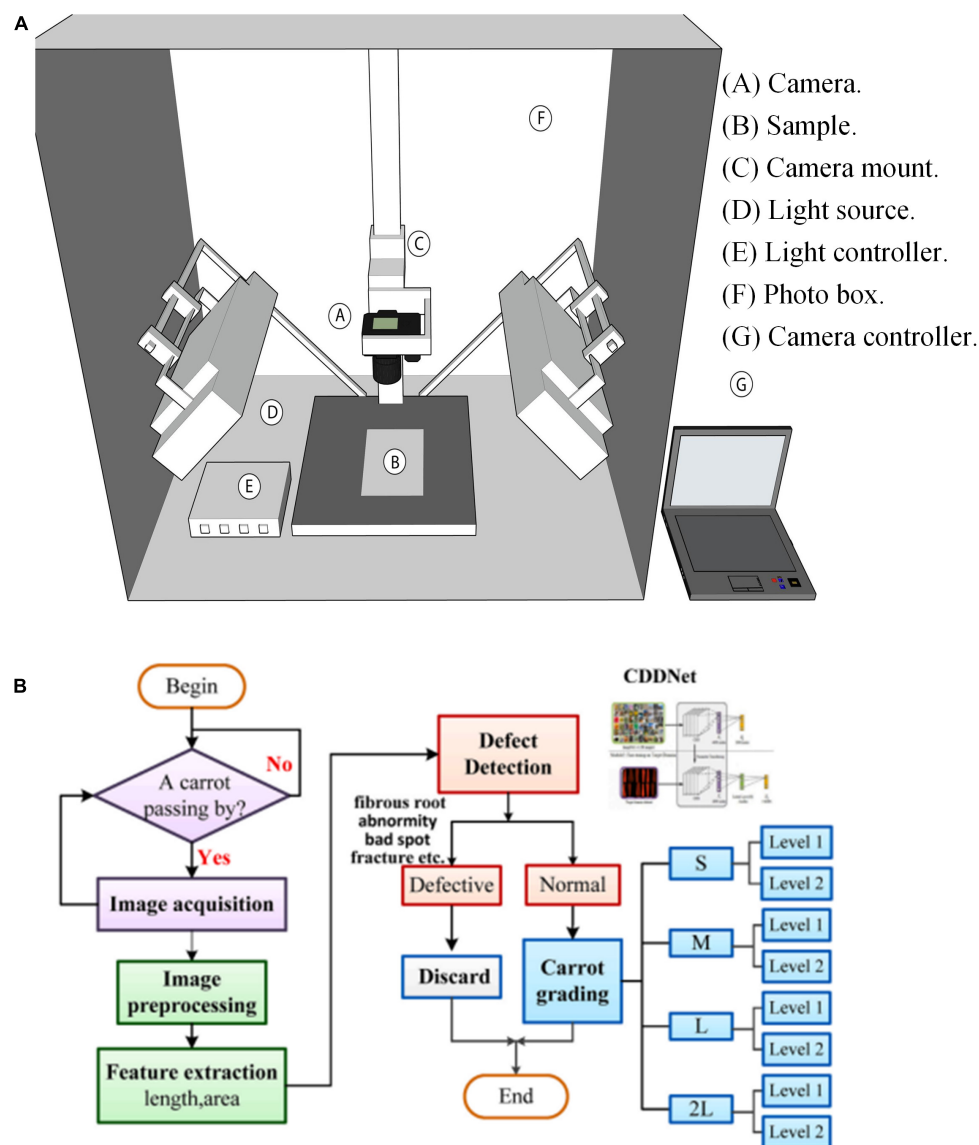 A
(A) Camera.
(B) Sample.
(C) Camera mount.
(D) Light source.
(E) Light controller.
(F) Photo box.
(G) Camera controller.
F
C
A
G
D
B
E
B
Begin
A carrot
passing by?
No
Yes
Image acquisition
Image
preprocessing
Feature extraction
length,area
Defect
Detection
fibrous root
abnormity
bad spot
fracture etc.
Defective
Normal
Discard
Carrot
grading
End
CDDNet
S
Level 1
Level 2
M
Level 1
Level 2
L
Level 1
Level 2
2L
Level 1
Level 2